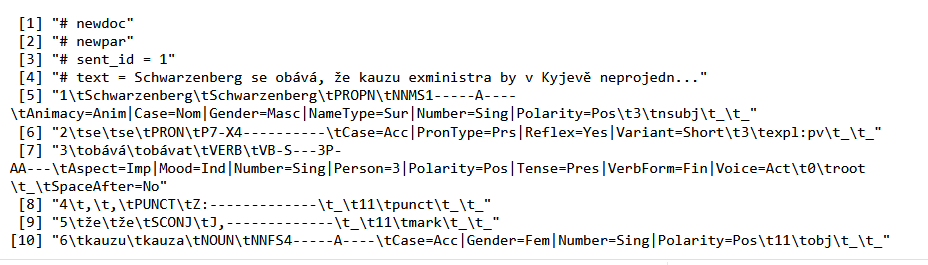 [1] "# newdoc"
[2] "# newpar"
[3] "# sent_id = 1"
[4] "# text = Schwarzenberg se obává, že kauzu exministra by v Kyjevě neprojedn..."
[5] "1\tSchwarzenberg\tSchwarzenberg\tPROPN\tNNMS1-----A----
\tAnimacy=Anim|Case=Nom|Gender=Masc|NameType=Sur|Number=Sing|Polarity=Pos\t3\tnsubj\t_\t_"
[6] "2\tse\tse\tPRON\tP7-X4----------\tCase=Acc|PronType=Prs|Reflex=Yes|Variant=Short\t3\texpl:pv\t_\t_"
[7] "3\tobává\tobávat\tVERB\tVB-S---3P-
AA---\tAspect=Imp|Mood=Ind|Number=Sing|Person=3|Polarity=Pos|Tense=Pres|VerbForm=Fin|Voice=Act\t0\troot
\t_\tSpaceAfter=No"
[8] "4\t,\t,\tPUNCT\tZ:-------------\t_\t11\tpunct\t_\t_"
[9] "5\tže\tže\tSCONJ\tJ,-------------\t_\t11\tmark\t_\t_"
[10] "6\tkauzu\tkauza\tNOUN\tNNFS4-----A----\tCase=Acc|Gender=Fem|Number=Sing|Polarity=Pos\t11\tobj\t_\t_"